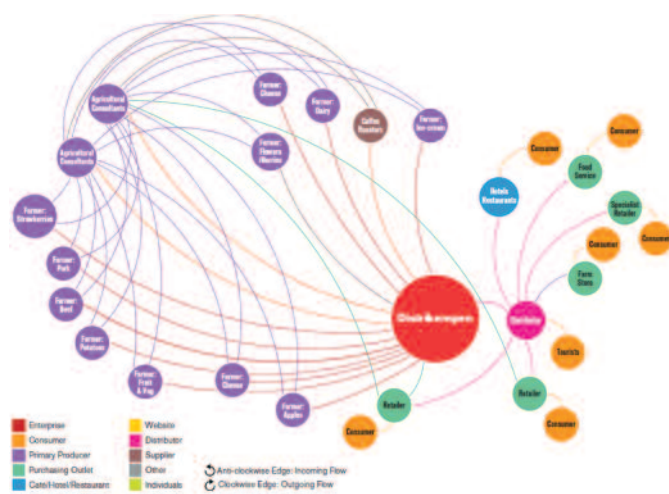 Agricultural
Consultants
Agricultural
Consultants
Farmer:
Cheese
Farmer:
Dairy
Coffee
Roasters
Farmer:
Ice-cream
Farmer:
Flowers
Farmer:
Strawberries
Farmer:
Pork
Farmer:
Beef
Farmer:
Potatoes
Farmer:
Fruit
& Veg
Farmer:
Cheese
Farmer:
Apples
Consumer
Hotels
Restaurants
Consumer
Food
Service
Specialist
Retailer
Consumer
Consumer
Farm
Store
Distributor
Tourists
Retailer
Consumer
Retailer
Consumer
Enterprise
Consumer
Primary Producer
Purchasing Outlet
Cafe/Hotel/Restaurant
Website
Distributor
Supplier
Other
Individuals
Anti-clockwise Edge: Incoming Flow
Clockwise Edge: Outgoing Flow